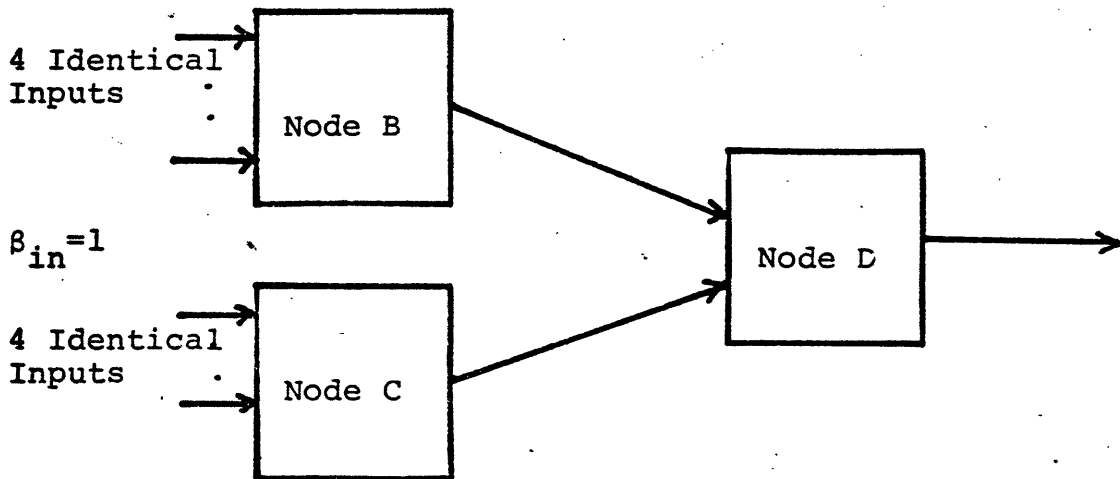 4 Identical
Inputs
Node B
β_in=1
4 Identical
Inputs
Node C
Node D